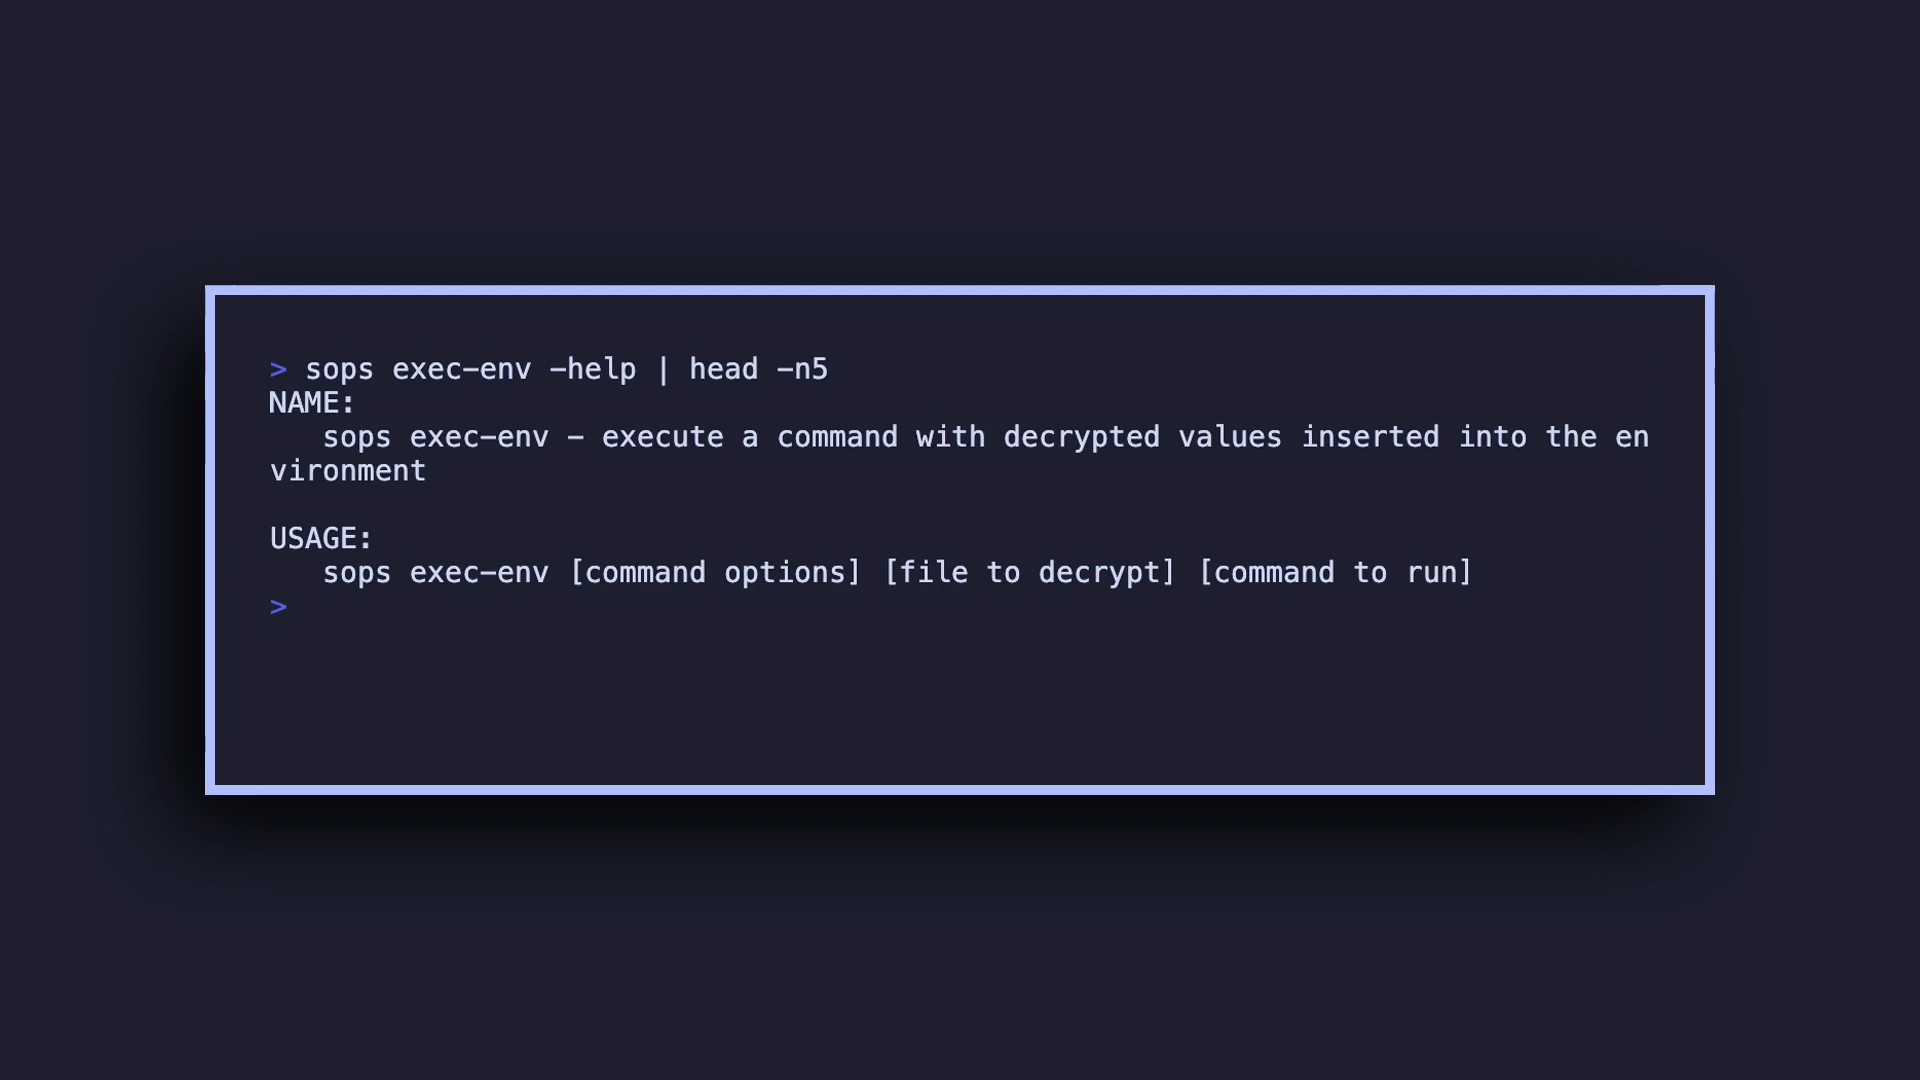 > sops exec-env -help | head -n5
NAME:
   sops exec-env - execute a command with decrypted values inserted into the en
vironment

USAGE:
   sops exec-env [command options] [file to decrypt] [command to run]
>